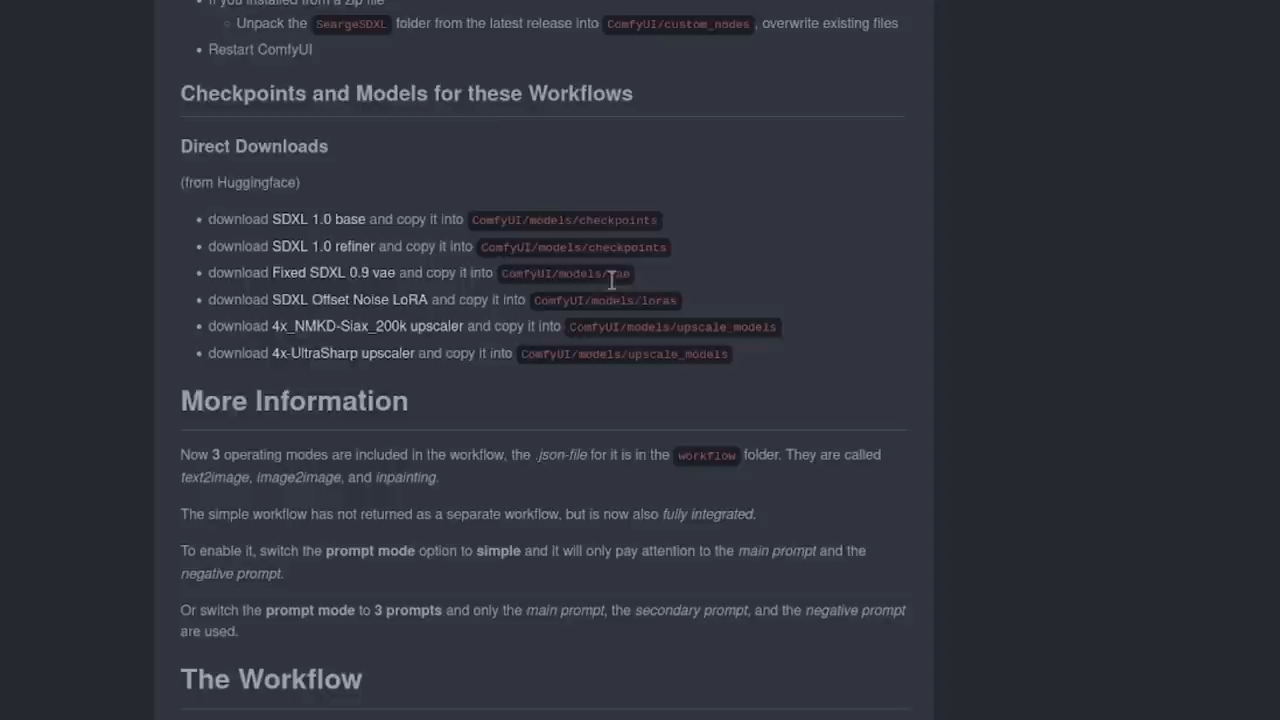 If you installed from a zip file
Unpack the SeargeSDXL folder from the latest release into ComfyUI/custom_nodes, overwrite existing files
Restart ComfyUI
Checkpoints and Models for these Workflows
Direct Downloads
(from Huggingface)
download SDXL 1.0 base and copy it into ComfyUI/models/checkpoints
download SDXL 1.0 refiner and copy it into ComfyUI/models/checkpoints
download Fixed SDXL 0.9 vae and copy it into ComfyUI/models/vae
download SDXL Offset Noise LoRA and copy it into ComfyUI/models/loras
download 4x_NMKD-Siax_200k upscaler and copy it into ComfyUI/models/upscale_models
download 4x-UltraSharp upscaler and copy it into ComfyUI/models/upscale_models
More Information
Now 3 operating modes are included in the workflow, the .json-file for it is in the workflow folder. They are called
text2image, image2image, and inpainting.
The simple workflow has not returned as a separate workflow, but is now also fully integrated.
To enable it, switch the prompt mode option to simple and it will only pay attention to the main prompt and the
negative prompt.
Or switch the prompt mode to 3 prompts and only the main prompt, the secondary prompt, and the negative prompt
are used.
The Workflow